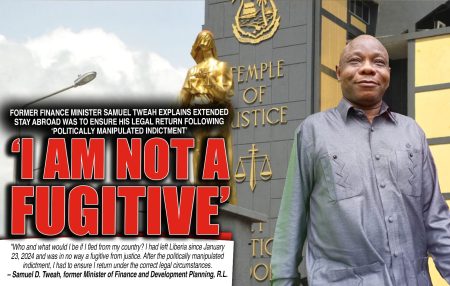 TEMPLE
OF
JUSTICE
FORMER FINANCE MINISTER SAMUEL TWEAH EXPLAINS EXTENDED
STAY ABROAD WAS TO ENSURE HIS LEGAL RETURN FOLLOWING
'POLITICALLY MANIPULATED INDICTMENT'
'I AM NOT A
FUGITIVE'
"Who and what would be if I fled from my country? I had left Liberia since January
23, 2024 and was in no way a fugitive from justice. After the politically manipulated
indictment, I had to ensure I return under the correct legal circumstances.
– Samuel D. Tweah, former Minister of Finance and Development Planning, R.L.